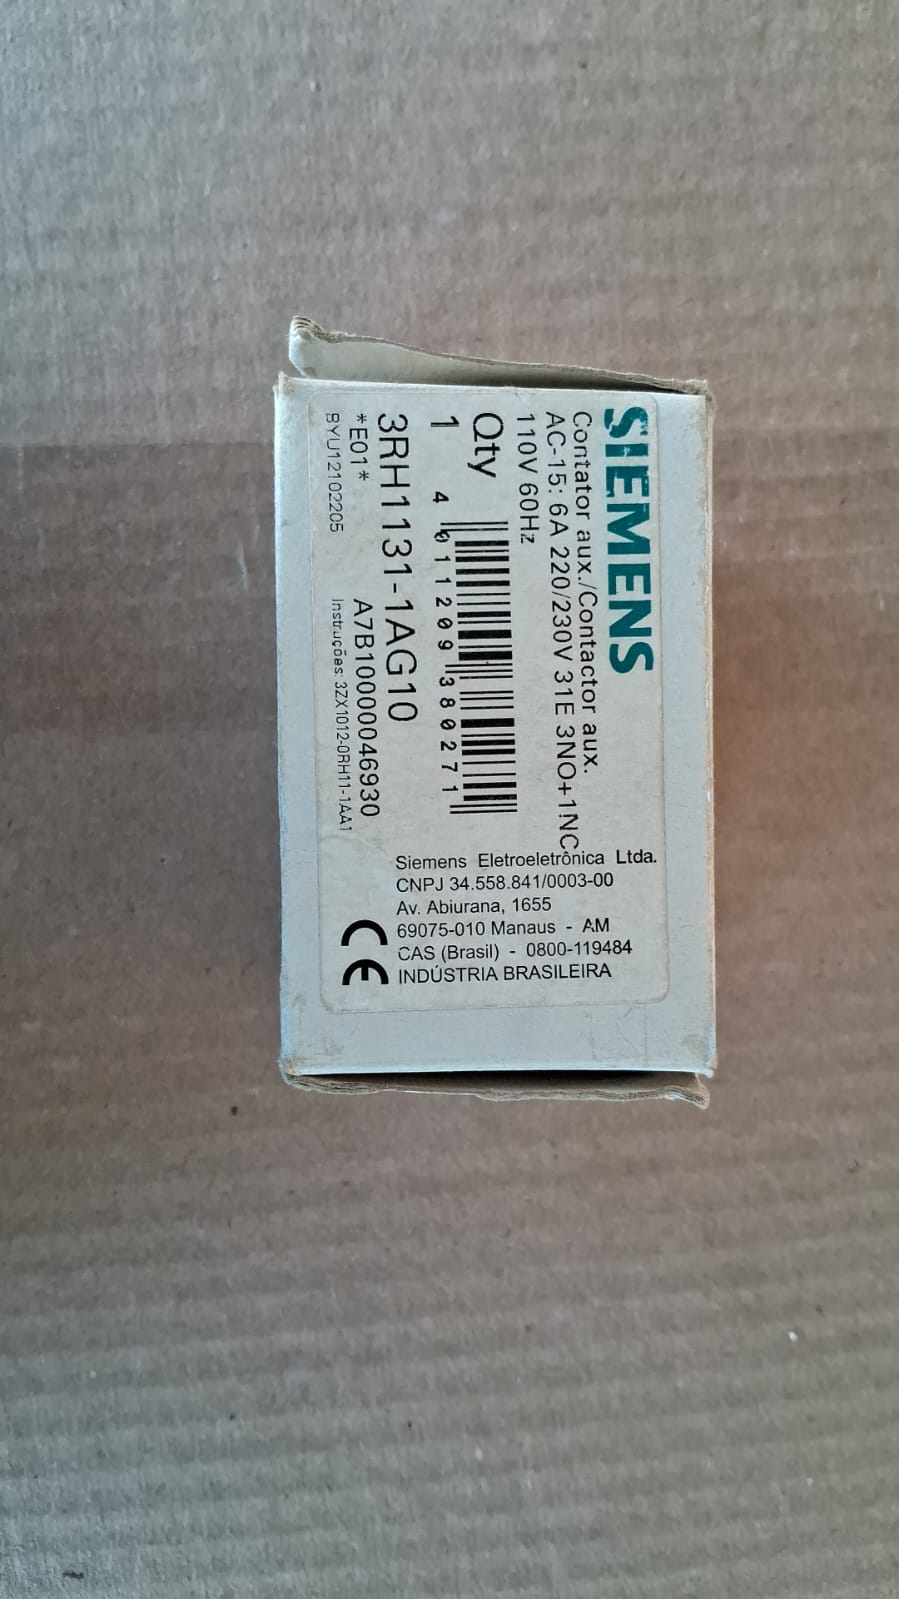 SIEMENS
Contator aux./Contactor aux.
AC-15: 6A 220/230V 31E 3NO+1NC
110V 60Hz
Qty
1
4 011209 380271
3RH1131-1AG10
*E01* A7B10000046930
BYU12102205 Instruções: 3ZX1012-0RH11-1AA1
Siemens Eletroeletrônica Ltda.
CNPJ 34.558.841/0003-00
Av. Abiurana, 1655
69075-010 Manaus - AM
CAS (Brasil) - 0800-119484
INDÚSTRIA BRASILEIRA
CE